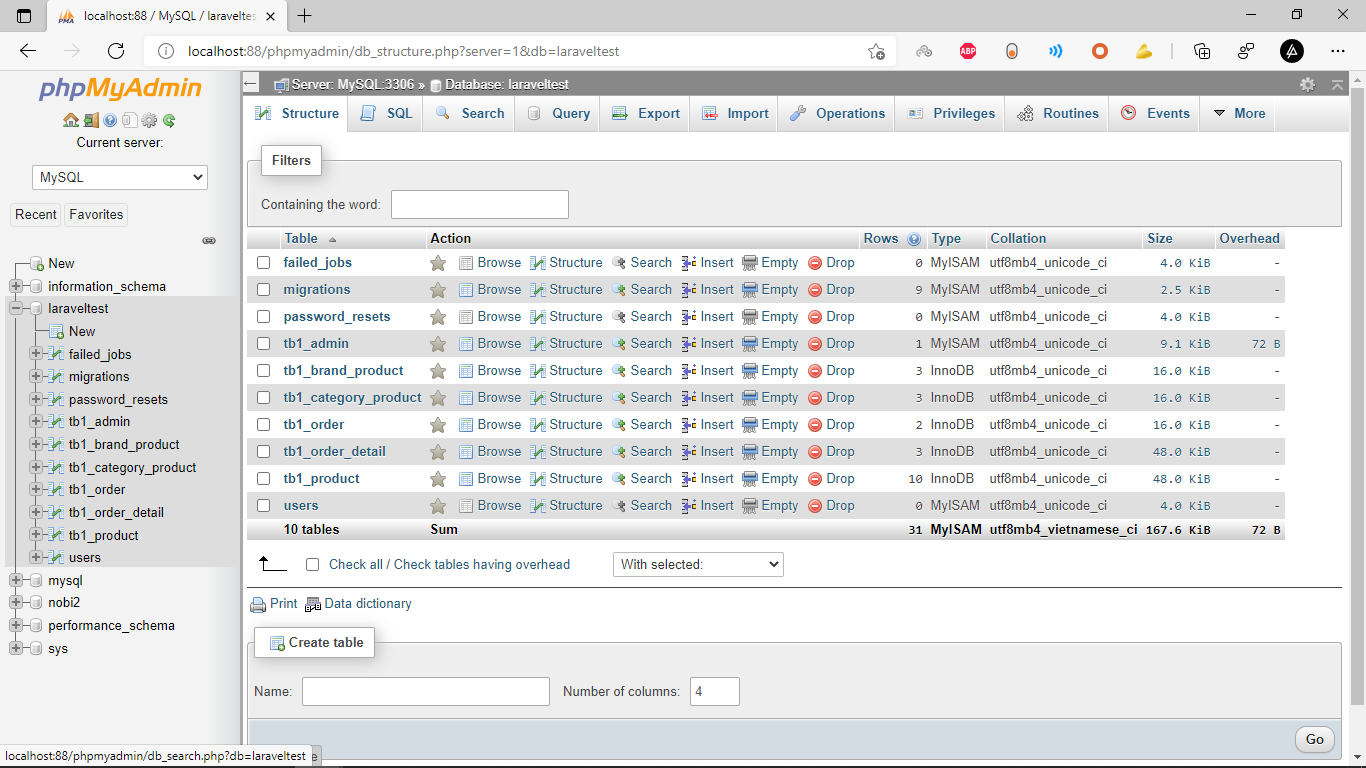 localhost:88 / MySQL / laraveltes
localhost:88/phpmyadmin/db_structure.php?server=1&db=laraveltest
ABP
phpMyAdmin
Current server:
MySQL
Recent Favorites
New
information_schema
laraveltest
New
failed_jobs
migrations
password_resets
tb1_admin
tb1_brand_product
tb1_category_product
tb1_order
tb1_order_detail
tb1_product
users
mysql
nobi2
performance_schema
sys
Server: MySQL:3306 » Database: laraveltest
Structure SQL Search Query Export Import Operations Privileges Routines Events More
Filters
Containing the word:
Table Action Rows Type Collation Size Overhead
failed_jobs Browse Structure Search Insert Empty Drop 0 MyISAM utf8mb4_unicode_ci 4.0 KiB -
migrations Browse Structure Search Insert Empty Drop 9 MyISAM utf8mb4_unicode_ci 2.5 KiB -
password_resets Browse Structure Search Insert Empty Drop 0 MyISAM utf8mb4_unicode_ci 4.0 KiB -
tb1_admin Browse Structure Search Insert Empty Drop 1 MyISAM utf8mb4_unicode_ci 9.1 KiB 72 B
tb1_brand_product Browse Structure Search Insert Empty Drop 3 InnoDB utf8mb4_unicode_ci 16.0 KiB -
tb1_category_product Browse Structure Search Insert Empty Drop 3 InnoDB utf8mb4_unicode_ci 16.0 KiB -
tb1_order Browse Structure Search Insert Empty Drop 2 InnoDB utf8mb4_unicode_ci 16.0 KiB -
tb1_order_detail Browse Structure Search Insert Empty Drop 3 InnoDB utf8mb4_unicode_ci 48.0 KiB -
tb1_product Browse Structure Search Insert Empty Drop 10 InnoDB utf8mb4_unicode_ci 48.0 KiB -
users Browse Structure Search Insert Empty Drop 0 MyISAM utf8mb4_unicode_ci 4.0 KiB -
10 tables Sum 31 MyISAM utf8mb4_vietnamese_ci 167.6 KiB 72 B
Check all / Check tables having overhead With selected:
Print Data dictionary
Create table
Name: Number of columns: 4
Go
localhost:88/phpmyadmin/db_search.php?db=laraveltest